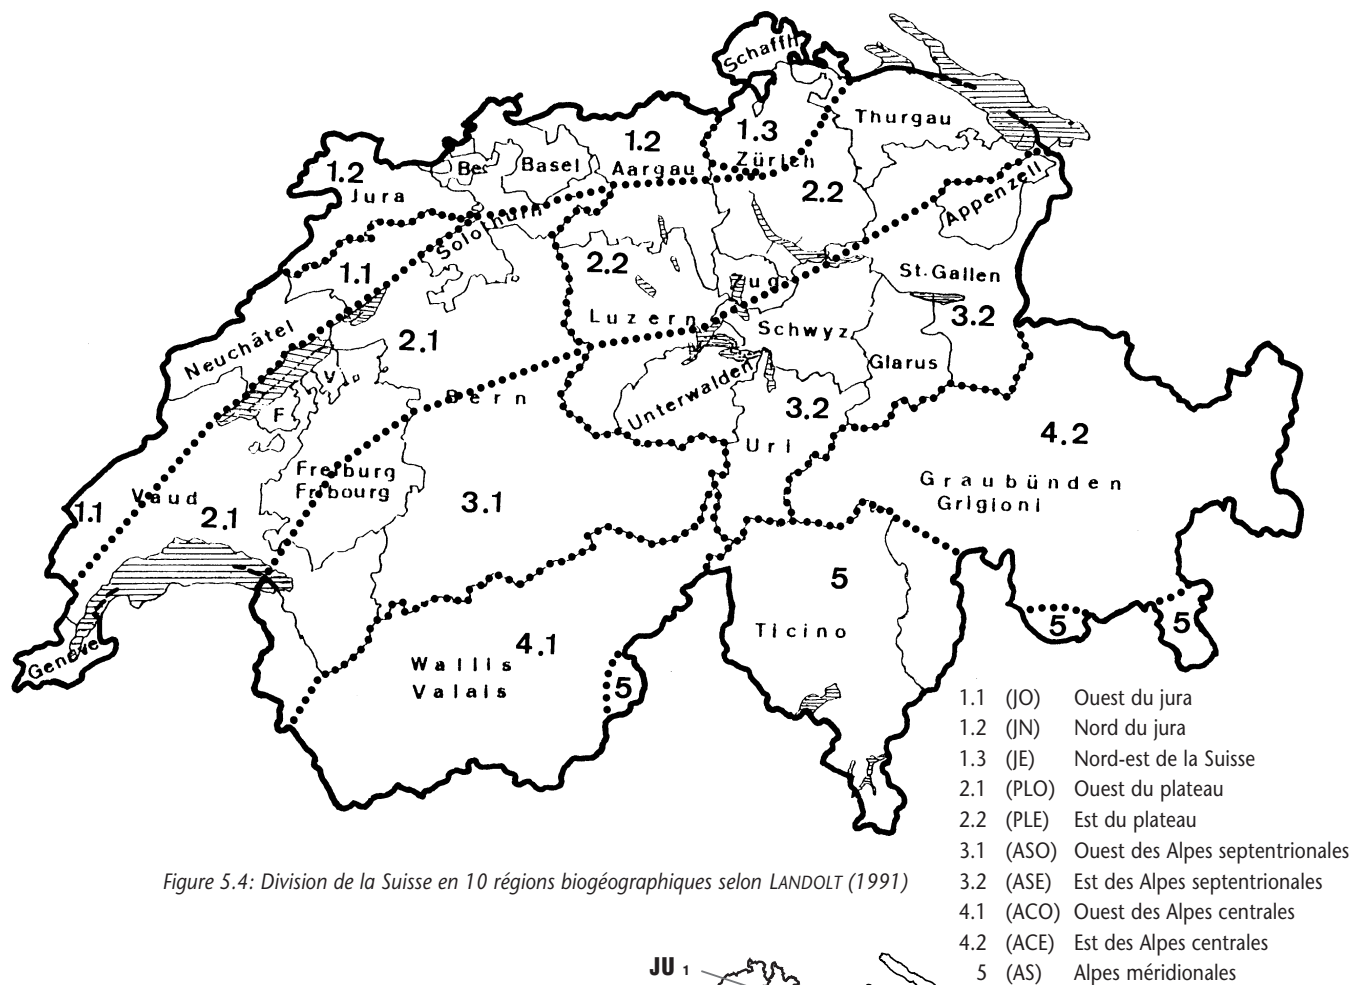 Schaffh
Thurgau
1.3
1.2
Zürich
Basel
Be
Aargau
1.2
Jura
2.2
Appenzell
Solothurn
1.1
2.2
Zug
St. Gallen
3.2
Luzern
Schwyz
Neuchâtel
2.1
Glarus
Unterwalden
V
Bern
F
3.2
4.2
Uri
Freiburg
Fribourg
Graubünden
Grigioni
Vaud
1.1
2.1
3.1
5
5
5
Ticino
4.1
Wallis
Valais
5
Genève
1.1 (JO) Ouest du jura
1.2 (JN) Nord du jura
1.3 (JE) Nord-est de la Suisse
2.1 (PLO) Ouest du plateau
2.2 (PLE) Est du plateau
3.1 (ASO) Ouest des Alpes septentrionales
3.2 (ASE) Est des Alpes septentrionales
4.1 (ACO) Ouest des Alpes centrales
4.2 (ACE) Est des Alpes centrales
5 (AS) Alpes méridionales
Figure 5.4: Division de la Suisse en 10 régions biogéographiques selon LANDOLT (1991)
JU 1